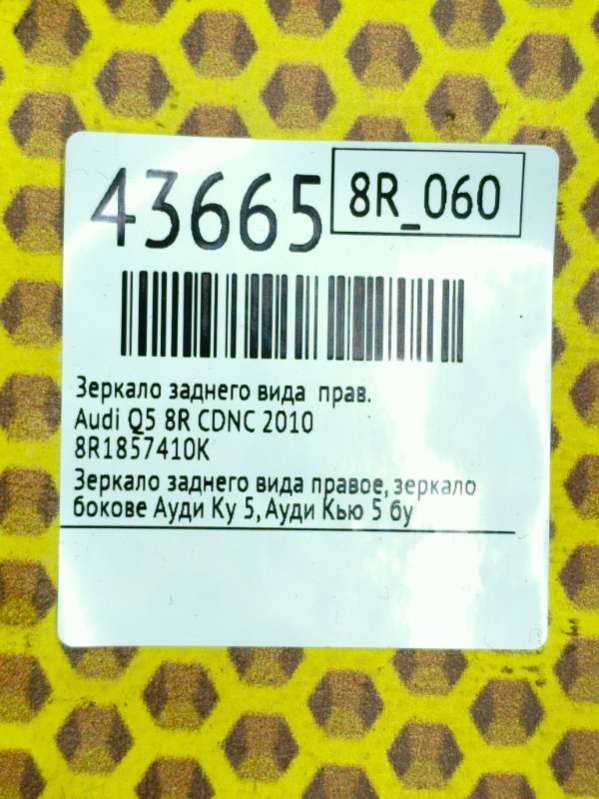 43665
8R_060
Зеркало заднего вида прав.
Audi Q5 8R CDNC 2010
8R1857410K
Зеркало заднего вида правое, зеркало
бокове Ауди Ку 5, Ауди Кью 5 бу